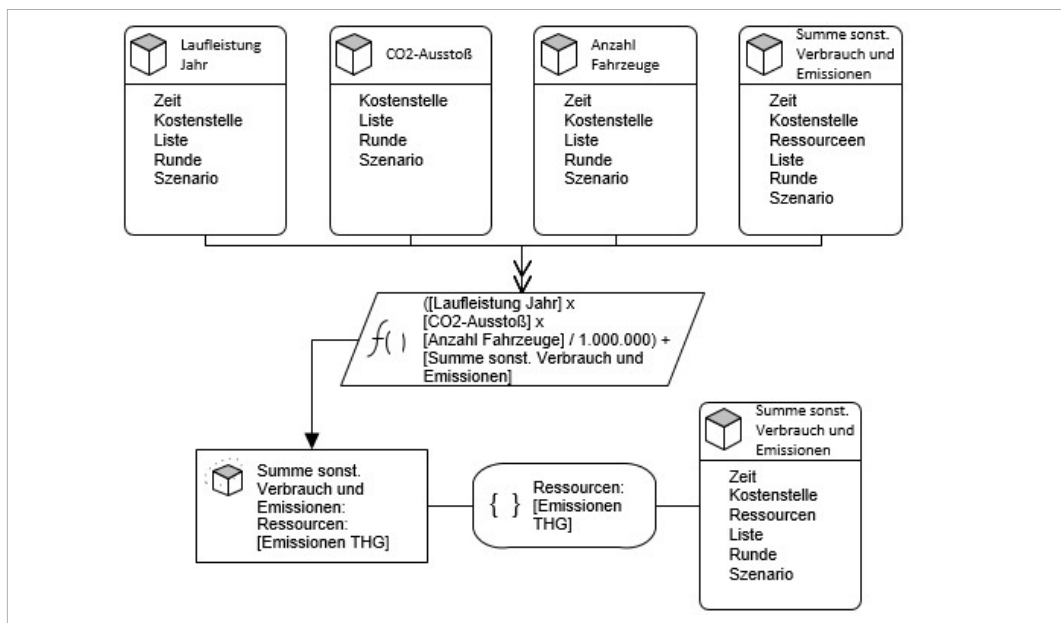 Laufleistung
Jahr
Zeit
Kostenstelle
Liste
Runde
Szenario
CO2-Ausstoß
Kostenstelle
Liste
Runde
Szenario
Anzahl
Fahrzeuge
Zeit
Kostenstelle
Liste
Runde
Szenario
Summe sonst.
Verbrauch und
Emissionen
Zeit
Kostenstelle
Ressourceen
Liste
Runde
Szenario
f()
([Laufleistung Jahr] x
[CO2-Ausstoß] x
[Anzahl Fahrzeuge] / 1.000.000) +
[Summe sonst. Verbrauch und
Emissionen]
Summe sonst.
Verbrauch und
Emissionen:
Ressourcen:
[Emissionen THG]
{ }
Ressourcen:
[Emissionen
THG]
Summe sonst.
Verbrauch und
Emissionen
Zeit
Kostenstelle
Ressourcen
Liste
Runde
Szenario